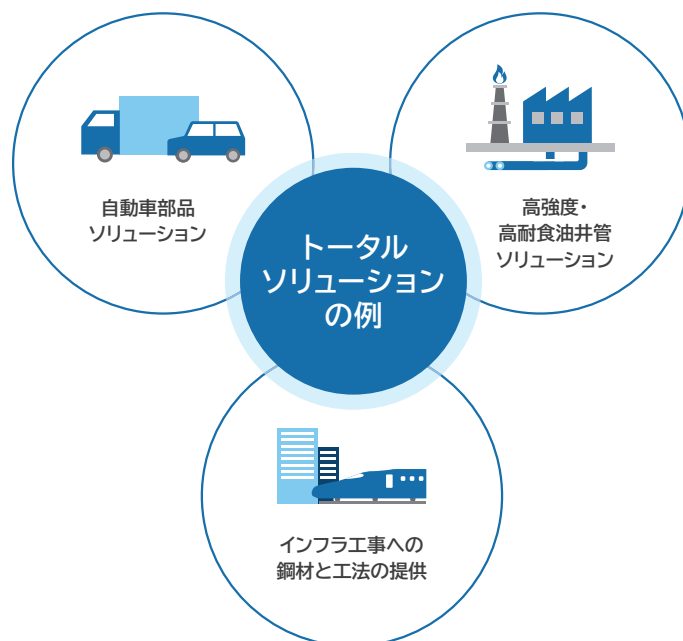 自動車部品
ソリューション
高強度・
高耐食油井管
ソリューション
トータル
ソリューション
の例
インフラ工事への
鋼材と工法の提供